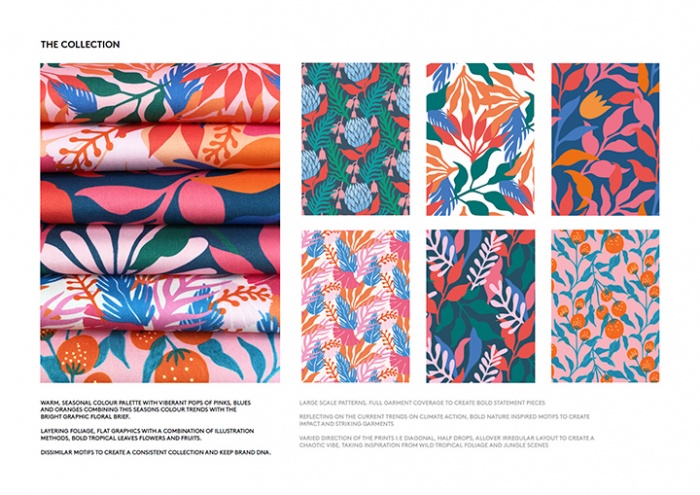 THE COLLECTION
WARM, SEASONAL COLOUR PALETTE WITH VIBRANT POPS OF PINKS, BLUES
AND ORANGES COMBINING THIS SEASONS COLOUR TRENDS WITH THE
BRIGHT GRAPHIC FLORAL BRIEF.
LAYERING FOLIAGE, FLAT GRAPHICS WITH A COMBINATION OF ILLUSTRATION
METHODS, BOLD TROPICAL LEAVES FLOWERS AND FRUITS.
DISSIMILAR MOTIFS TO CREATE A CONSISTENT COLLECTION AND KEEP BRAND DNA.
LARGE SCALE PATTERNS, FULL GARMENT COVERAGE TO CREATE BOLD STATEMENT PIECES
REFLECTING ON THE CURRENT TRENDS ON CLIMATE ACTION, BOLD NATURE INSPIRED MOTIFS TO CREATE
IMPACT AND STRIKING GARMENTS
VARIED DIRECTION OF THE PRINTS I.E DIAGONAL, HALF DROPS, ALLOVER IRREGULAR LAYOUT TO CREATE A
CHAOTIC VIBE, TAKING INSPIRATION FROM WILD TROPICAL FOLIAGE AND JUNGLE SCENES